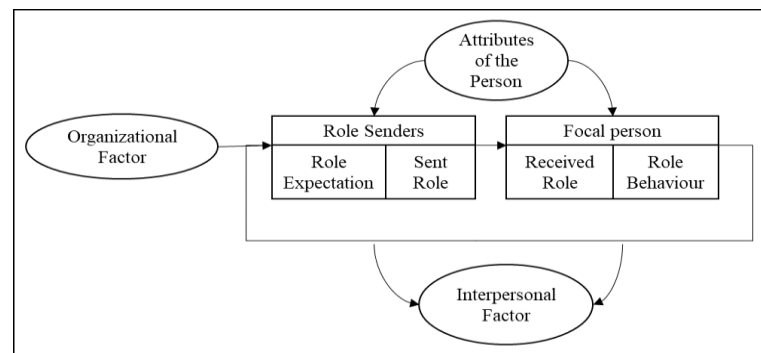 Attributes
of the
Person
Organizational
Factor
Role Senders
Focal person
Role
Expectation
Sent
Role
Received
Role
Role
Behaviour
Interpersonal
Factor